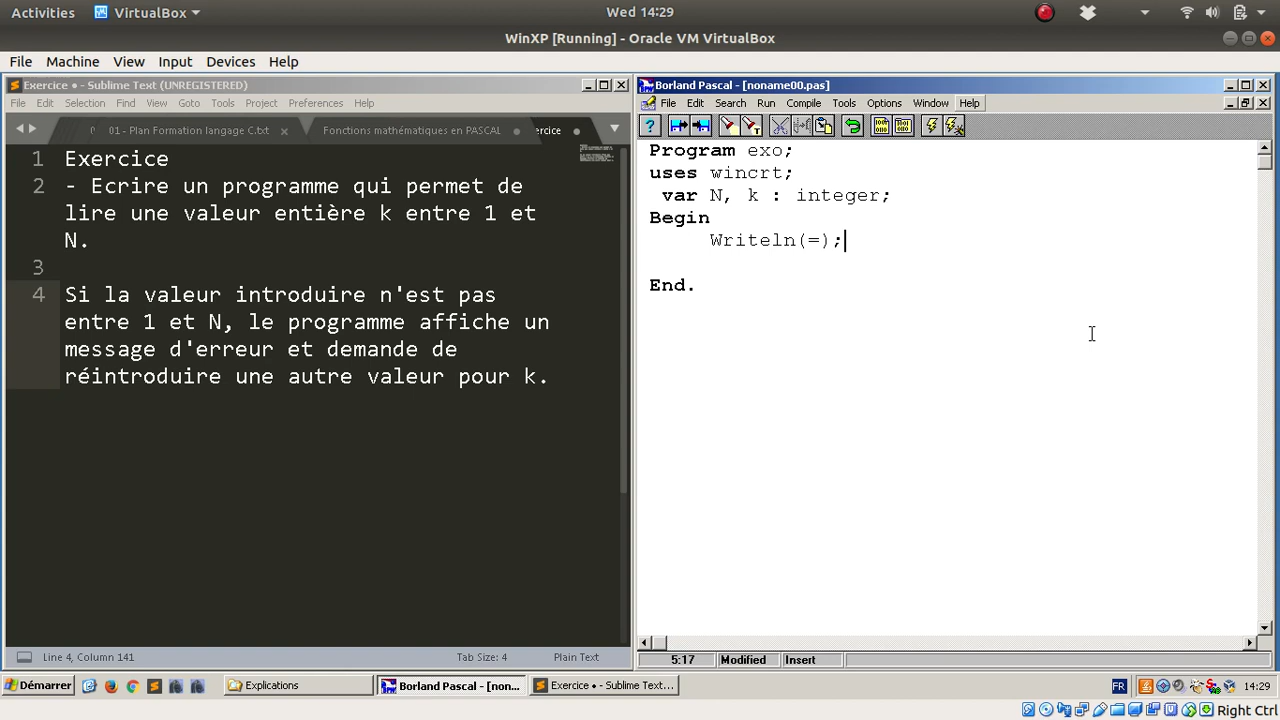 Activities VirtualBox Wed 14:29
WinXP [Running] - Oracle VM VirtualBox
File Machine View Input Devices Help
Exercice • - Sublime Text (UNREGISTERED)
File Edit Selection Find View Goto Tools Project Preferences Help
01 - Plan Formation langage C.txt Fonctions mathématiques en PASCAL ercice
1 Exercice
2 - Ecrire un programme qui permet de
lire une valeur entière k entre 1 et
N.
3
4 Si la valeur introduire n'est pas
entre 1 et N, le programme affiche un
message d'erreur et demande de
réintroduire une autre valeur pour k.
Line 4, Column 141 Tab Size: 4 Plain Text
Borland Pascal - [noname00.pas]
File Edit Search Run Compile Tools Options Window Help
Program exo;
uses wincrt;
var N, k : integer;
Begin
Writeln(=);
End.
5:17 Modified Insert
Démarrer Explications Borland Pascal - [non... Exercice • - Sublime Text... FR 14:29
Right Ctrl